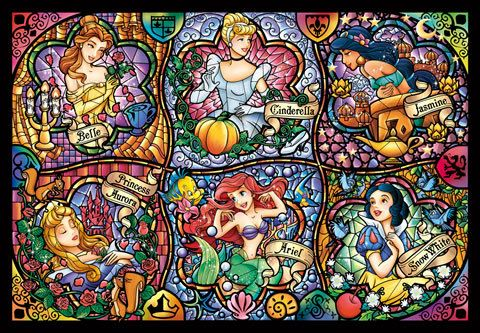 Belle
Cinderella
Jasmine
Princess
Aurora
Ariel
Snow White